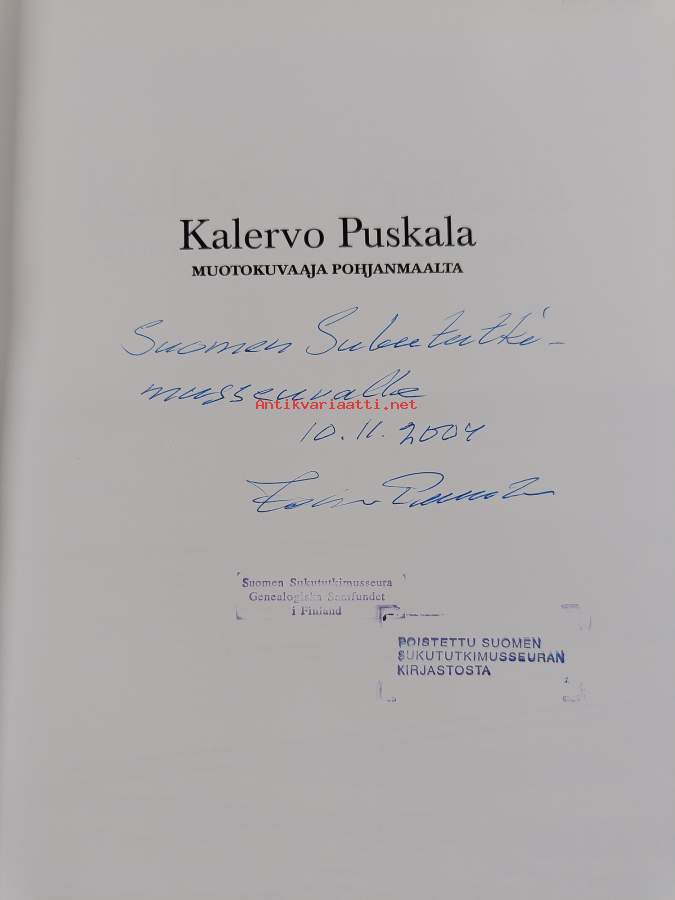 Kalervo Puskala
MUOTOKUVAAJA POHJANMAALTA
Suomen Sukututki-
musseuralle
Antikvariaatti.net
10.11.2004
Suomen Sukututkimusseura
Genealogiska Samfundet
i Finland
POISTETTU SUOMEN
SUKUTUTKIMUSSEURAN
KIRJASTOSTA